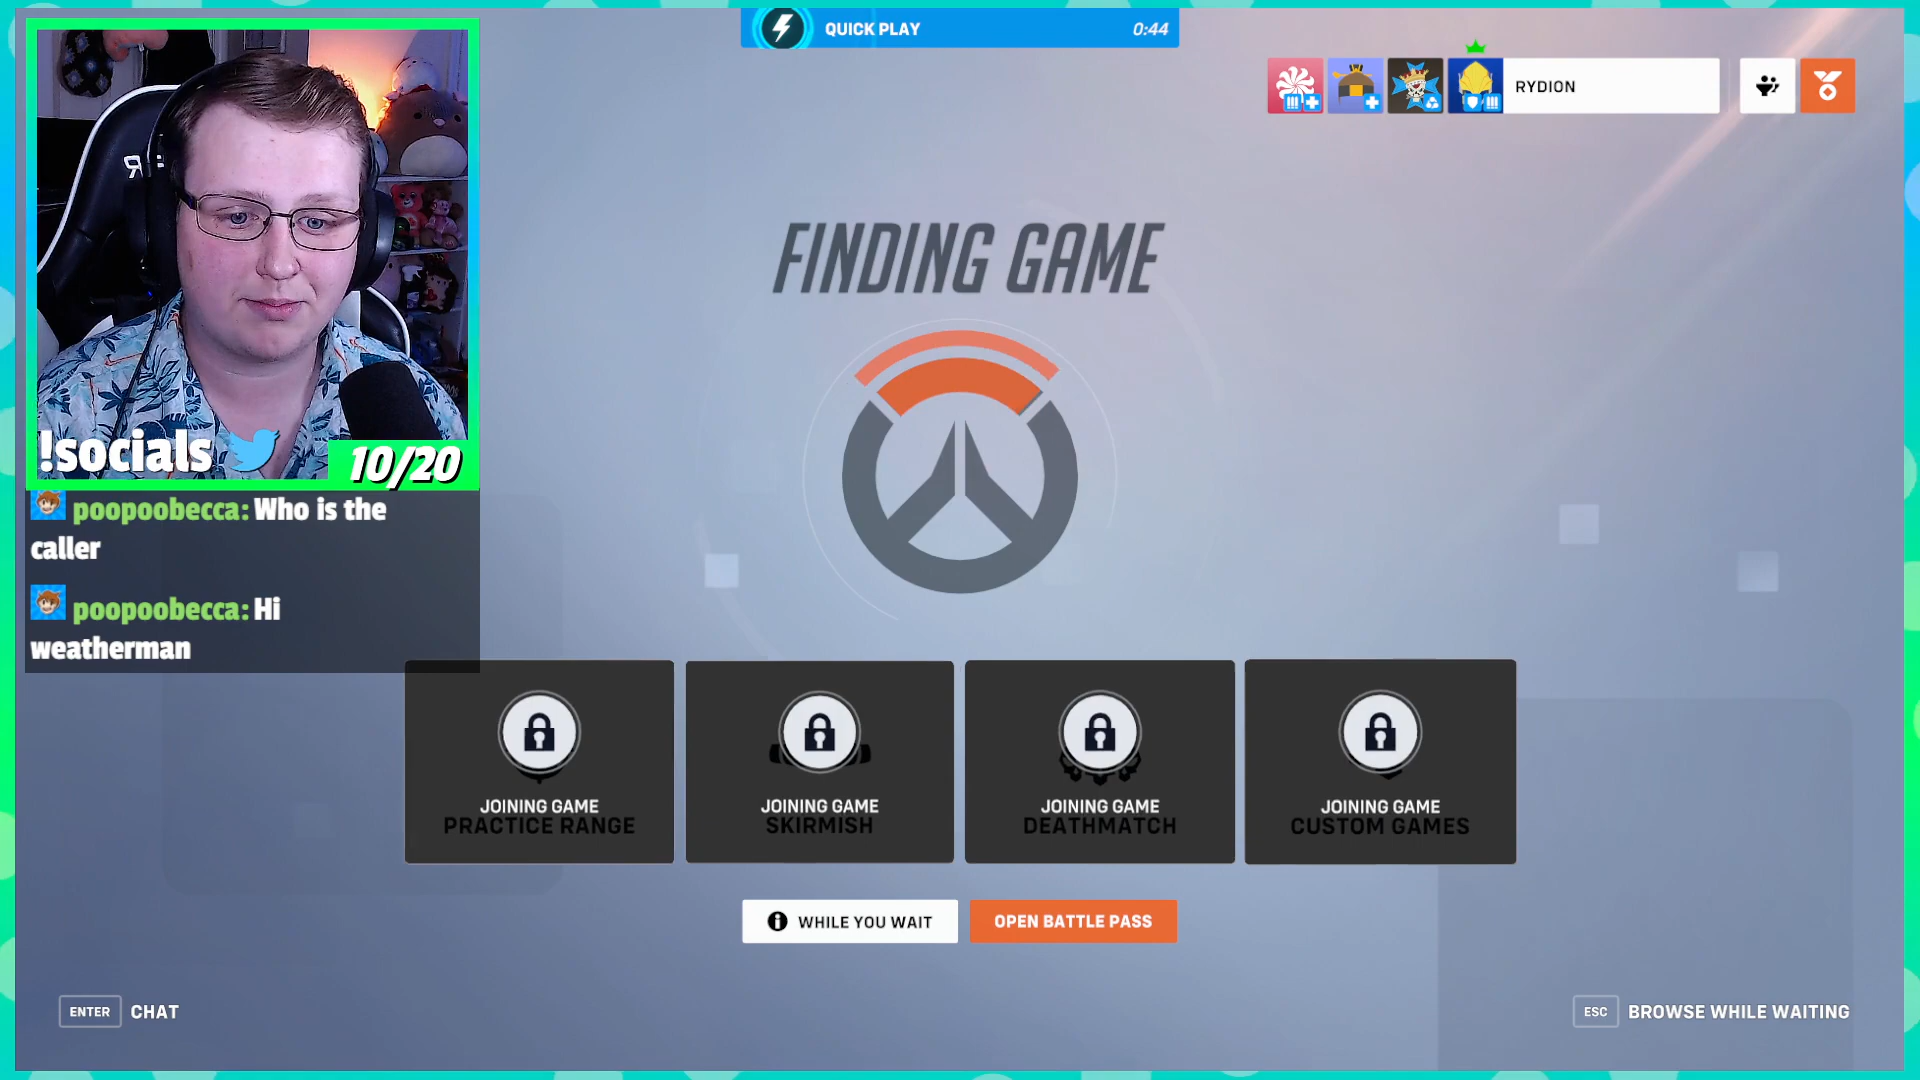 QUICK PLAY 0:44
RYDION
FINDING GAME
!socials
10/20
poopoobecca: Who is the
caller
poopoobecca: Hi
weatherman
JOINING GAME
PRACTICE RANGE
JOINING GAME
SKIRMISH
JOINING GAME
DEATHMATCH
JOINING GAME
CUSTOM GAMES
WHILE YOU WAIT
OPEN BATTLE PASS
ENTER CHAT
ESC BROWSE WHILE WAITING